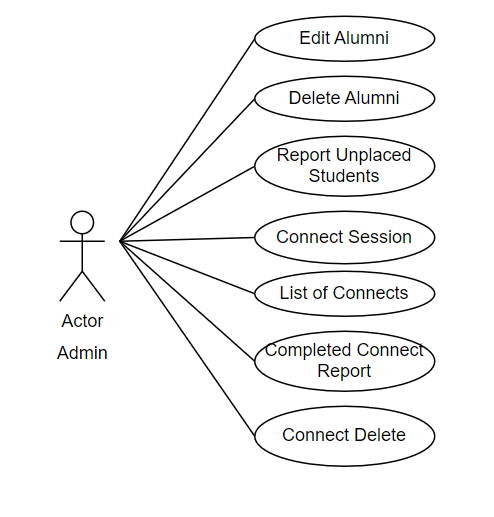 Edit Alumni
Delete Alumni
Report Unplaced
Students
Connect Session
List of Connects
Completed Connect
Report
Connect Delete
Actor
Admin